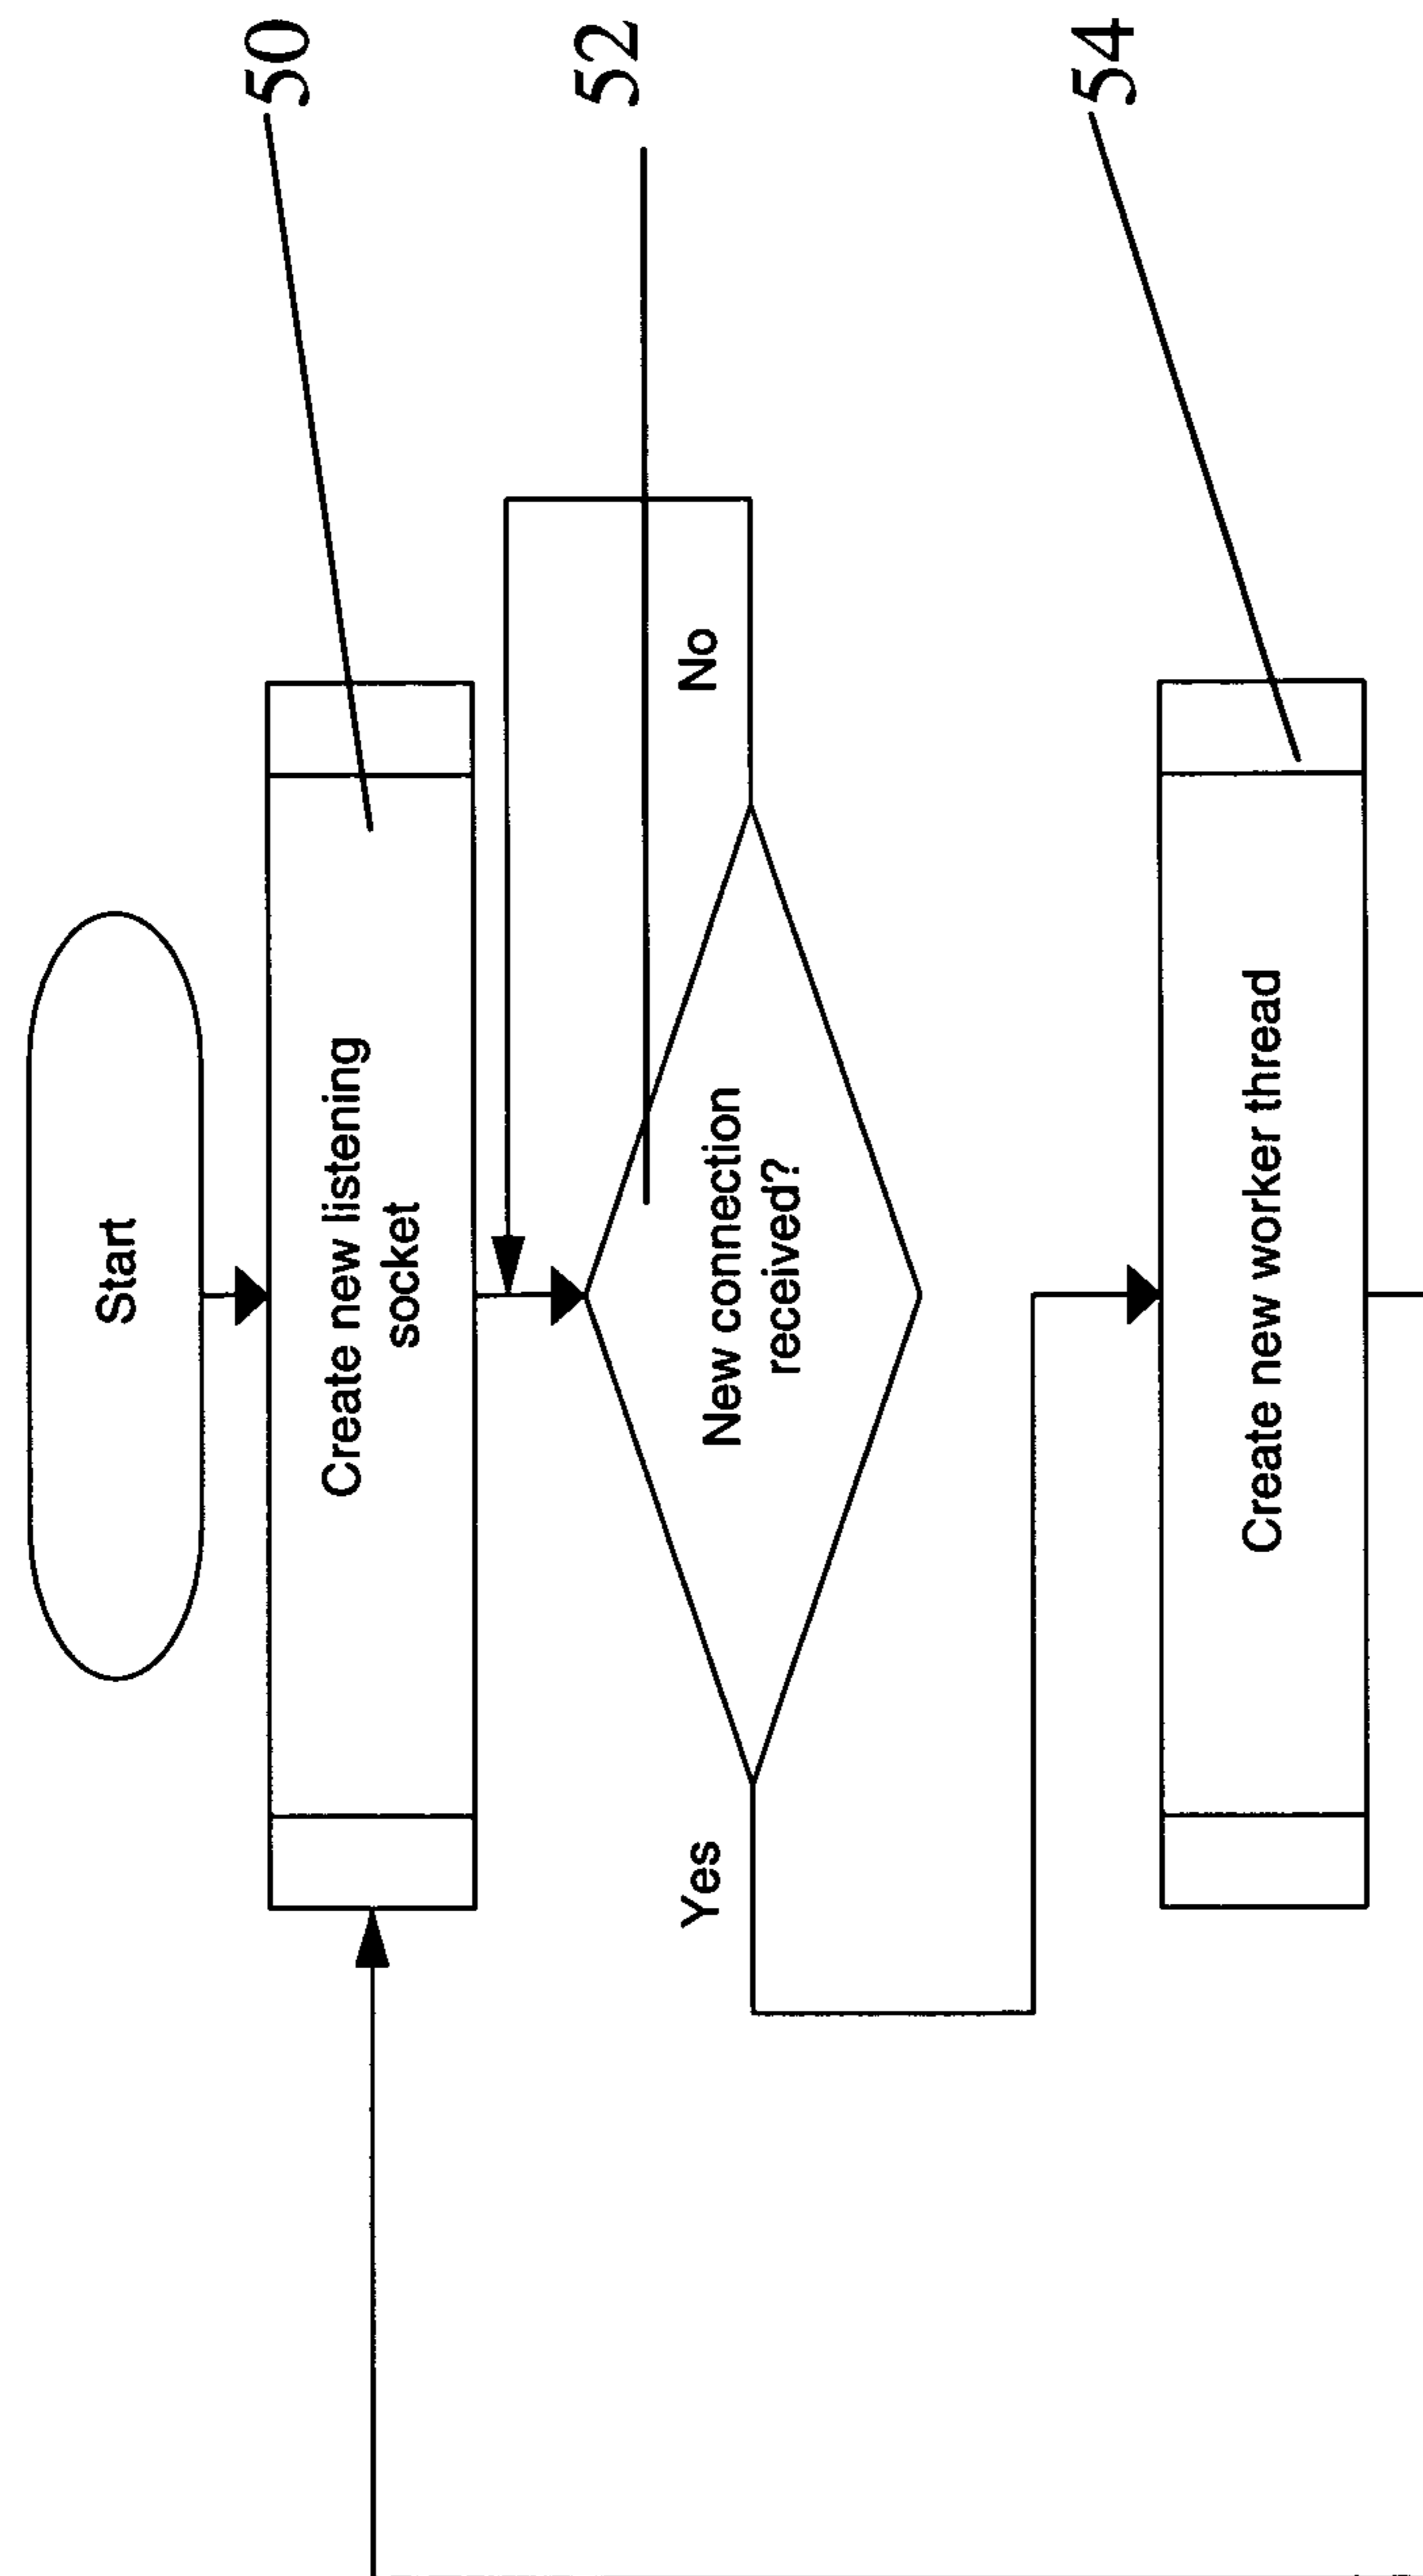 Start
Create new listening
socket
50
New connection
received?
52
No
Yes
Create new worker thread
54